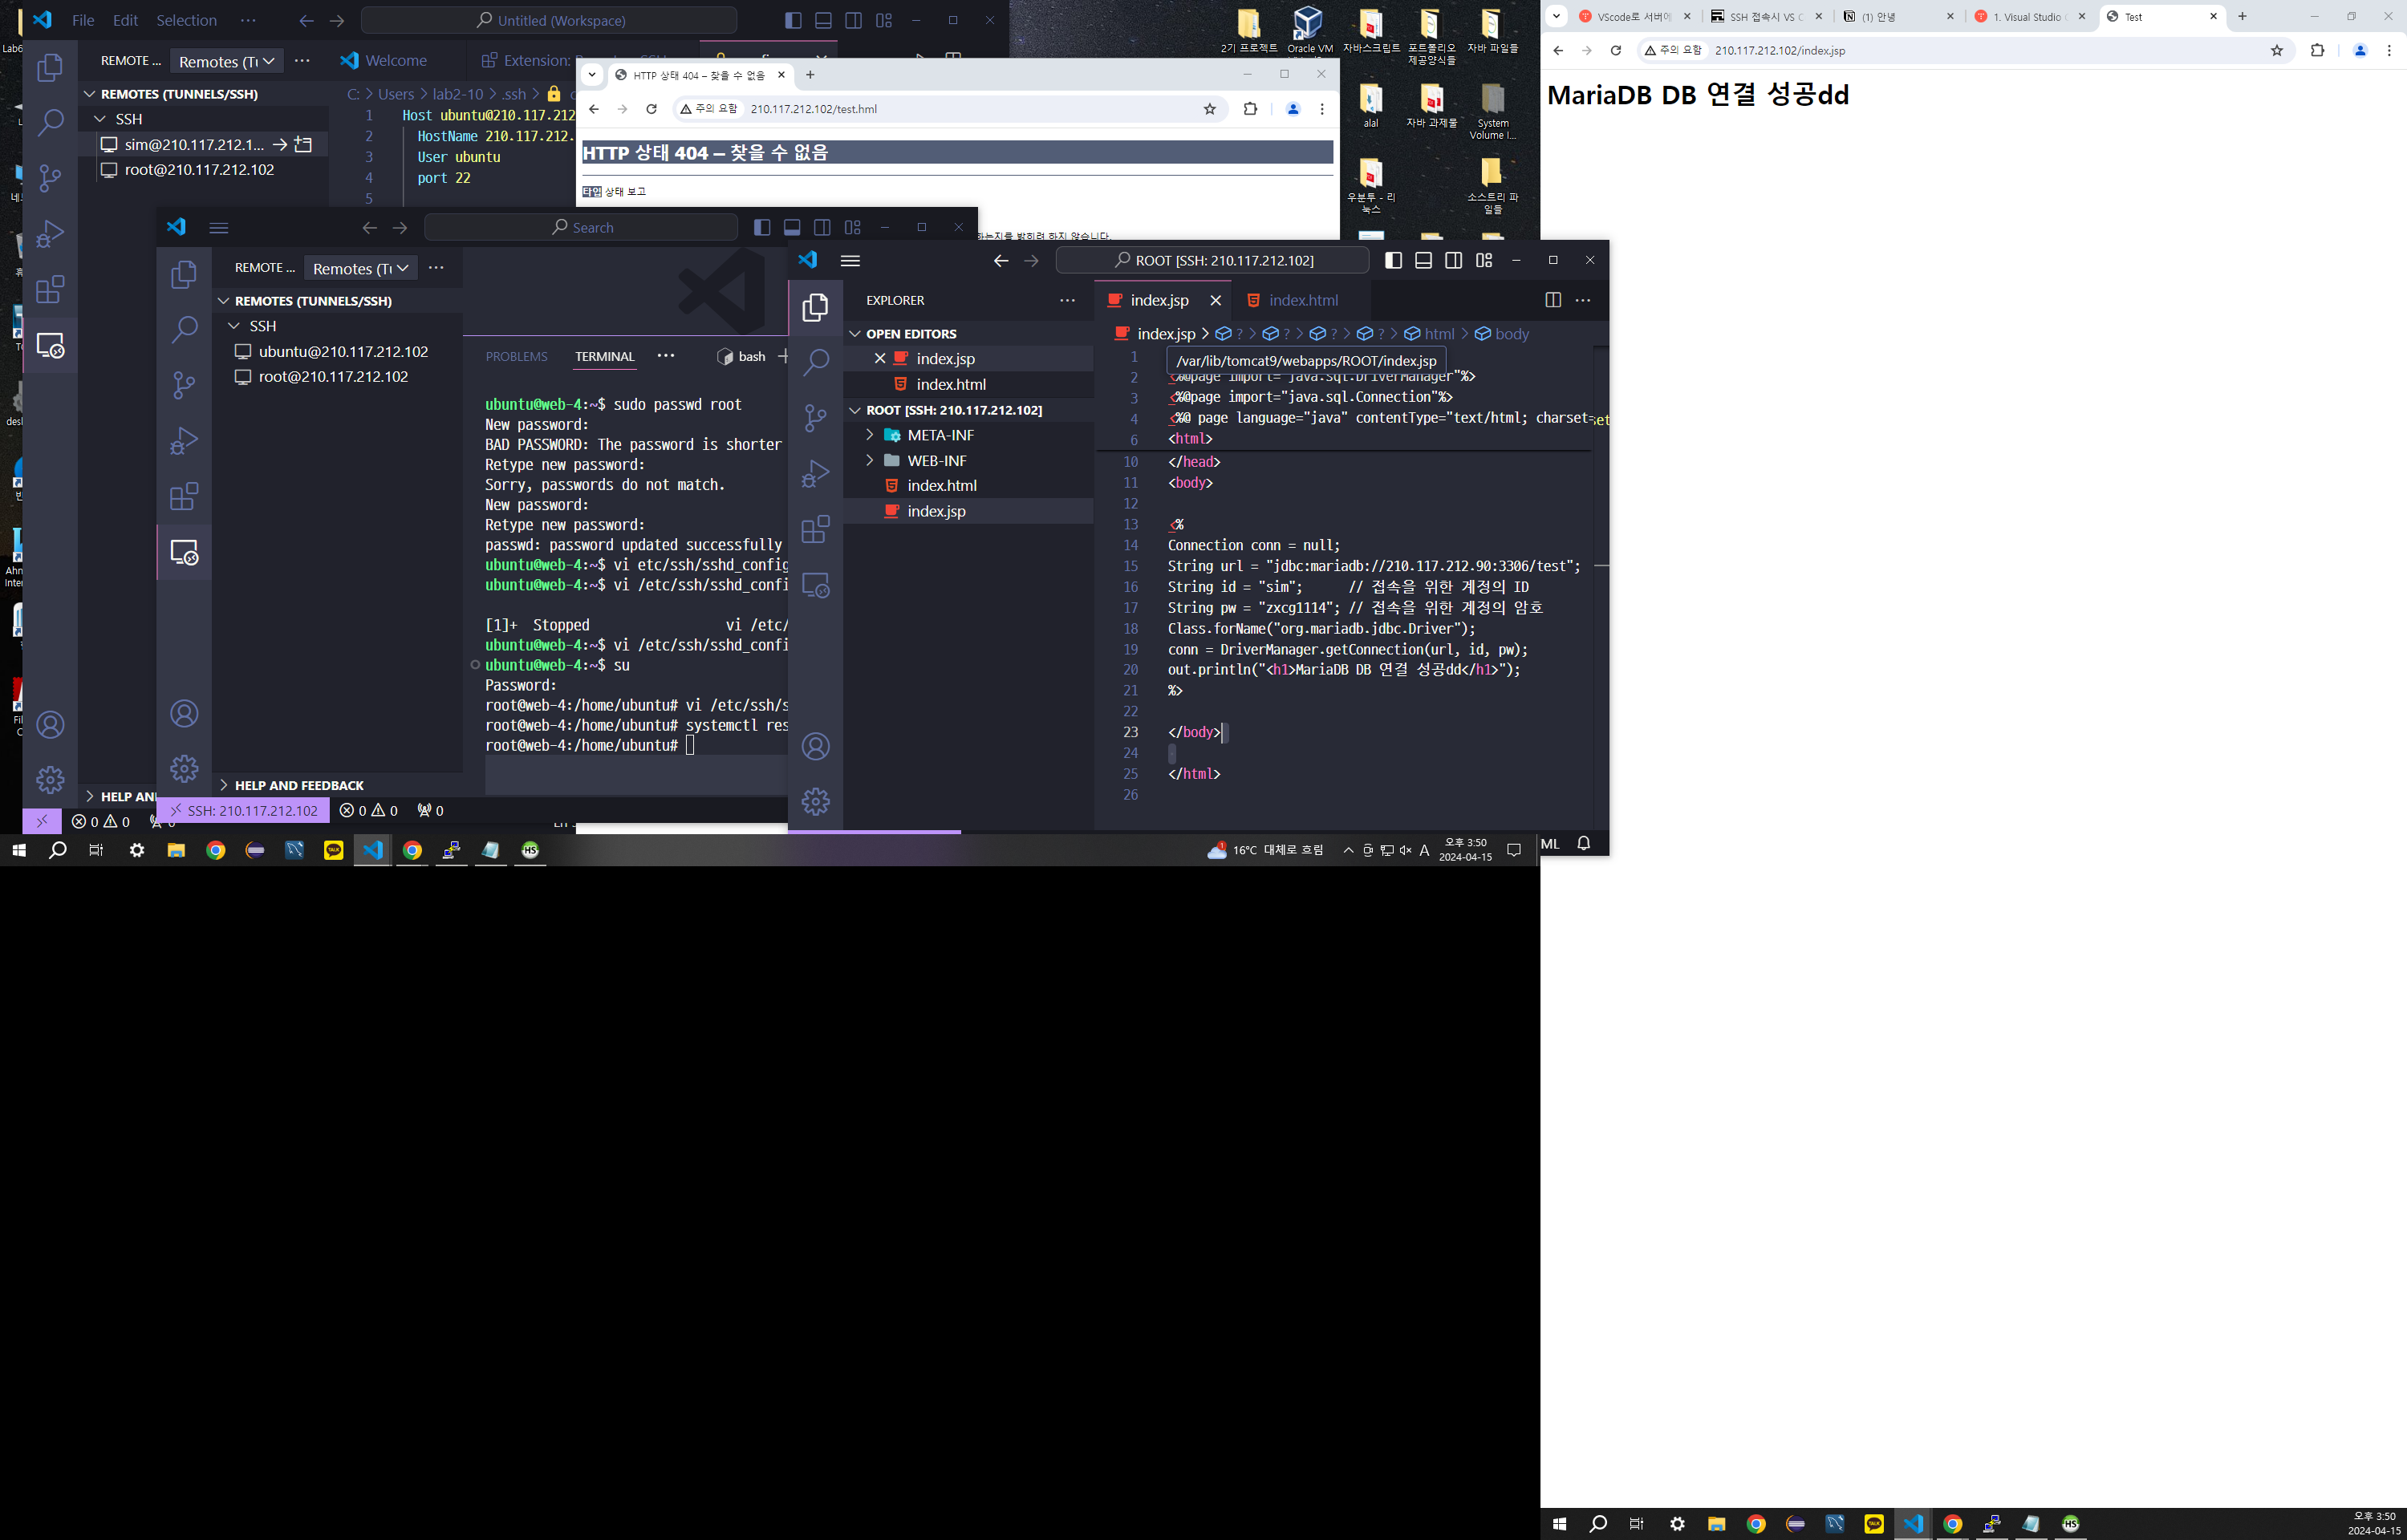 File Edit Selection ···
Untitled (Workspace)
REMOTE ... Remotes (Tu
REMOTES (TUNNELS/SSH)
SSH
sim@210.117.212.1...
root@210.117.212.102
Welcome
Extension:
C: > Users > lab2-10 > .ssh >
1 Host ubuntu@210.117.212
2 HostName 210.117.212.
3 User ubuntu
4 port 22
5
HELP AN
0 0 0
HTTP 상태 404 – 찾을 수 없음
주의 요함 210.117.212.102/test.hml
HTTP 상태 404 – 찾을 수 없음
타입 상태 보고
하는지를 밝히려 하지 않습니다.
2기 프로젝트
Oracle VM
자바스크립트
포트폴리오 제공양식들
자바 파일들
alal
자바 과제물
System Volume I...
우분투 - 리눅스
소스트리 파일들
Search
REMOTE ... Remotes (Tu
REMOTES (TUNNELS/SSH)
SSH
ubuntu@210.117.212.102
root@210.117.212.102
HELP AND FEEDBACK
SSH: 210.117.212.102 0 0 0
PROBLEMS TERMINAL ··· bash
ubuntu@web-4:~$ sudo passwd root
New password:
BAD PASSWORD: The password is shorter
Retype new password:
Sorry, passwords do not match.
New password:
Retype new password:
passwd: password updated successfully
ubuntu@web-4:~$ vi etc/ssh/sshd_config
ubuntu@web-4:~$ vi /etc/ssh/sshd_confi
[1]+ Stopped vi /etc/
ubuntu@web-4:~$ vi /etc/ssh/sshd_confi
ubuntu@web-4:~$ su
Password:
root@web-4:/home/ubuntu# vi /etc/ssh/s
root@web-4:/home/ubuntu# systemctl res
root@web-4:/home/ubuntu#
ROOT [SSH: 210.117.212.102]
EXPLORER
OPEN EDITORS
index.jsp
index.html
ROOT [SSH: 210.117.212.102]
META-INF
WEB-INF
index.html
index.jsp
index.jsp index.html
index.jsp > ? > ? > ? > ? > html > body
/var/lib/tomcat9/webapps/ROOT/index.jsp
1
2 <%@page import="java.sql.DriverManager"%>
3 <%@page import="java.sql.Connection"%>
4 <%@ page language="java" contentType="text/html; charset=
6 <html>
10 </head>
11 <body>
12
13 <%
14 Connection conn = null;
15 String url = "jdbc:mariadb://210.117.212.90:3306/test";
16 String id = "sim"; // 접속을 위한 계정의 ID
17 String pw = "zxcg1114"; // 접속을 위한 계정의 암호
18 Class.forName("org.mariadb.jdbc.Driver");
19 conn = DriverManager.getConnection(url, id, pw);
20 out.println("<h1>MariaDB DB 연결 성공dd</h1>");
21 %>
22
23 </body>
24
25 </html>
26
ML
16°C 대체로 흐림
A
오후 3:50
2024-04-15
VScode로 서버에
SSH 접속시 VS C
(1) 안녕
1. Visual Studio
Test
주의 요함 210.117.212.102/index.jsp
MariaDB DB 연결 성공dd
오후 3:50
2024-04-15